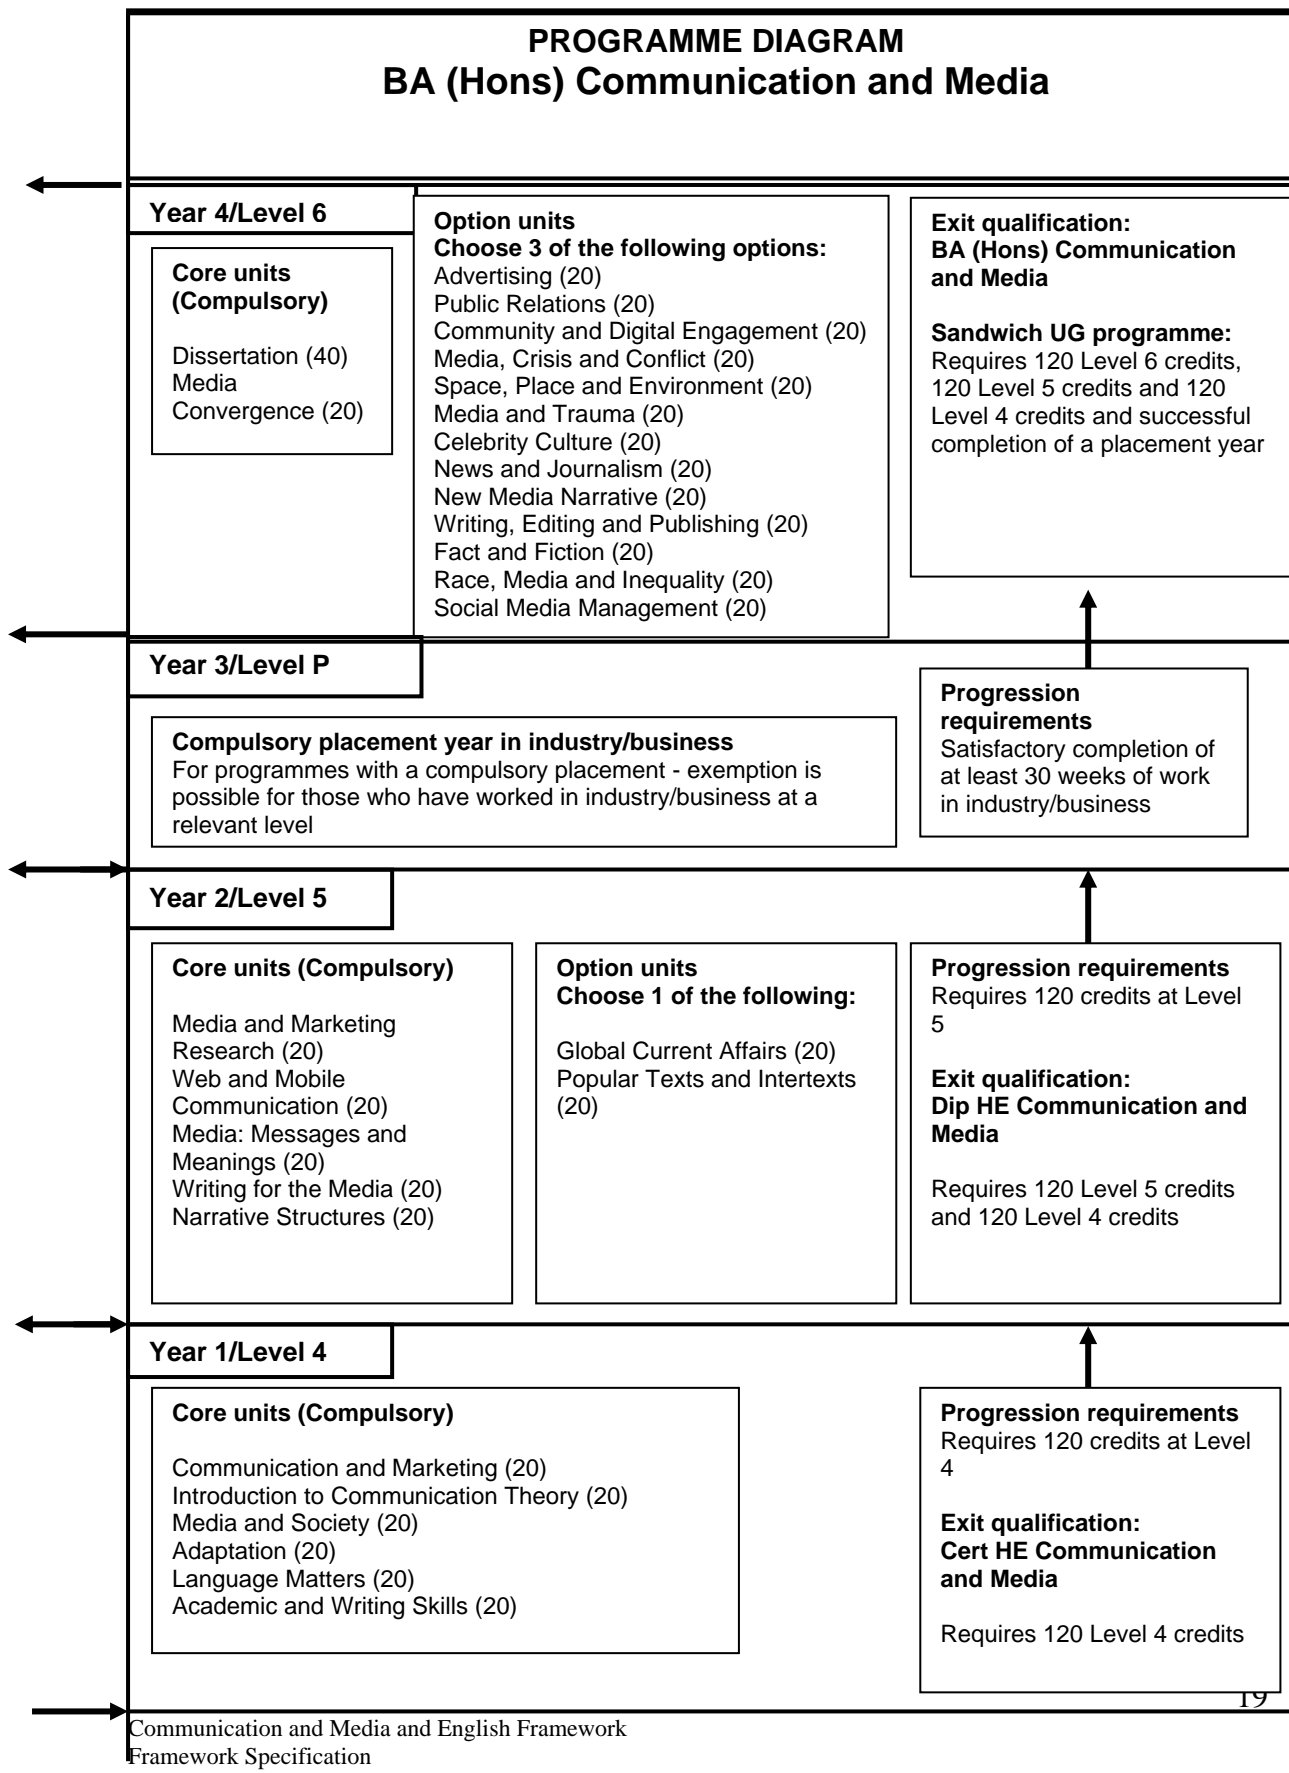 PROGRAMME DIAGRAM
BA (Hons) Communication and Media
Year 4/Level 6
Core units
(Compulsory)
Dissertation (40)
Media
Convergence (20)
Option units
Choose 3 of the following options:
Advertising (20)
Public Relations (20)
Community and Digital Engagement (20)
Media, Crisis and Conflict (20)
Space, Place and Environment (20)
Media and Trauma (20)
Celebrity Culture (20)
News and Journalism (20)
New Media Narrative (20)
Writing, Editing and Publishing (20)
Fact and Fiction (20)
Race, Media and Inequality (20)
Social Media Management (20)
Exit qualification:
BA (Hons) Communication
and Media
Sandwich UG programme:
Requires 120 Level 6 credits,
120 Level 5 credits and 120
Level 4 credits and successful
completion of a placement year
Year 3/Level P
Compulsory placement year in industry/business
For programmes with a compulsory placement - exemption is
possible for those who have worked in industry/business at a
relevant level
Progression
requirements
Satisfactory completion of
at least 30 weeks of work
in industry/business
Year 2/Level 5
Core units (Compulsory)
Media and Marketing
Research (20)
Web and Mobile
Communication (20)
Media: Messages and
Meanings (20)
Writing for the Media (20)
Narrative Structures (20)
Option units
Choose 1 of the following:
Global Current Affairs (20)
Popular Texts and Intertexts
(20)
Progression requirements
Requires 120 credits at Level
5
Exit qualification:
Dip HE Communication and
Media
Requires 120 Level 5 credits
and 120 Level 4 credits
Year 1/Level 4
Core units (Compulsory)
Communication and Marketing (20)
Introduction to Communication Theory (20)
Media and Society (20)
Adaptation (20)
Language Matters (20)
Academic and Writing Skills (20)
Progression requirements
Requires 120 credits at Level
4
Exit qualification:
Cert HE Communication
and Media
Requires 120 Level 4 credits
19
Communication and Media and English Framework
Framework Specification